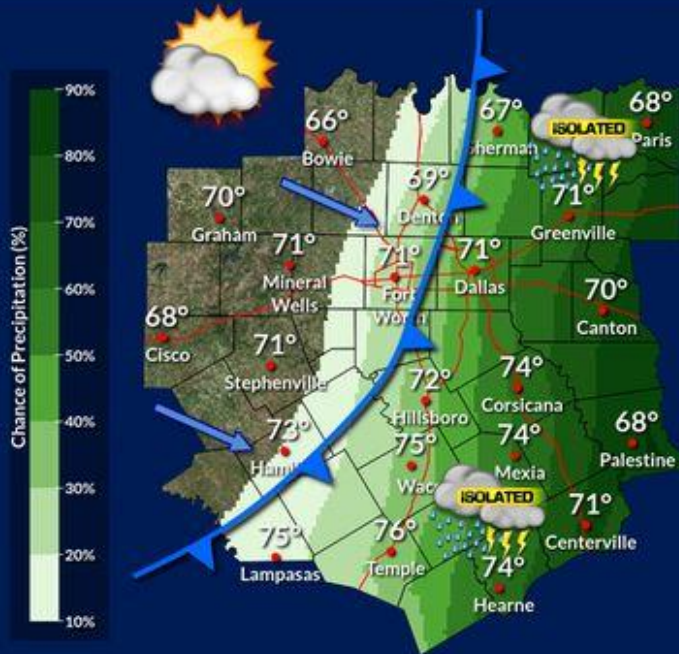 Chance of Precipitation (%)
90%
80%
70%
60%
50%
40%
30%
20%
10%
66°
Bowie
67°
Sherman
ISOLATED
68°
Paris
69°
Denton
70°
Graham
71°
Greenville
71°
Mineral
Wells
71°
Fort
Worth
71°
Dallas
68°
Cisco
70°
Canton
71°
Stephenville
72°
Hillsboro
74°
Corsicana
73°
75°
Waco
74°
Mexia
68°
Palestine
ISOLATED
71°
Centerville
75°
Lampasas
76°
Temple
74°
Hearne